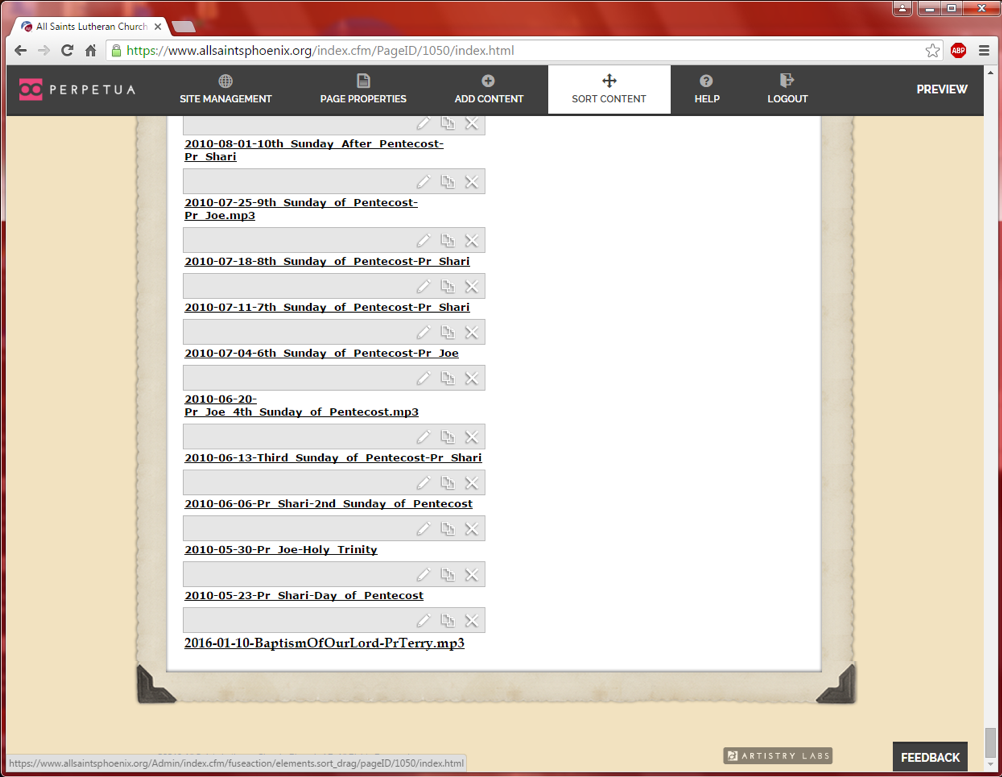 All Saints Lutheran Church
https://www.allsaintsphoenix.org/index.cfm/PageID/1050/index.html
ABP
PERPETUA
SITE MANAGEMENT
PAGE PROPERTIES
ADD CONTENT
SORT CONTENT
HELP
LOGOUT
PREVIEW
2010-08-01-10th_Sunday_After_Pentecost-
Pr_Shari
2010-07-25-9th_Sunday_of_Pentecost-
Pr_Joe.mp3
2010-07-18-8th_Sunday_of_Pentecost-Pr_Shari
2010-07-11-7th_Sunday_of_Pentecost-Pr_Shari
2010-07-04-6th_Sunday_of_Pentecost-Pr_Joe
2010-06-20-
Pr_Joe_4th_Sunday_of_Pentecost.mp3
2010-06-13-Third_Sunday_of_Pentecost-Pr_Shari
2010-06-06-Pr_Shari-2nd_Sunday_of_Pentecost
2010-05-30-Pr_Joe-Holy_Trinity
2010-05-23-Pr_Shari-Day_of_Pentecost
2016-01-10-BaptismOfOurLord-PrTerry.mp3
ARTISTRY LABS
FEEDBACK
https://www.allsaintsphoenix.org/Admin/index.cfm/fuseaction/elements.sort_drag/pageID/1050/index.html